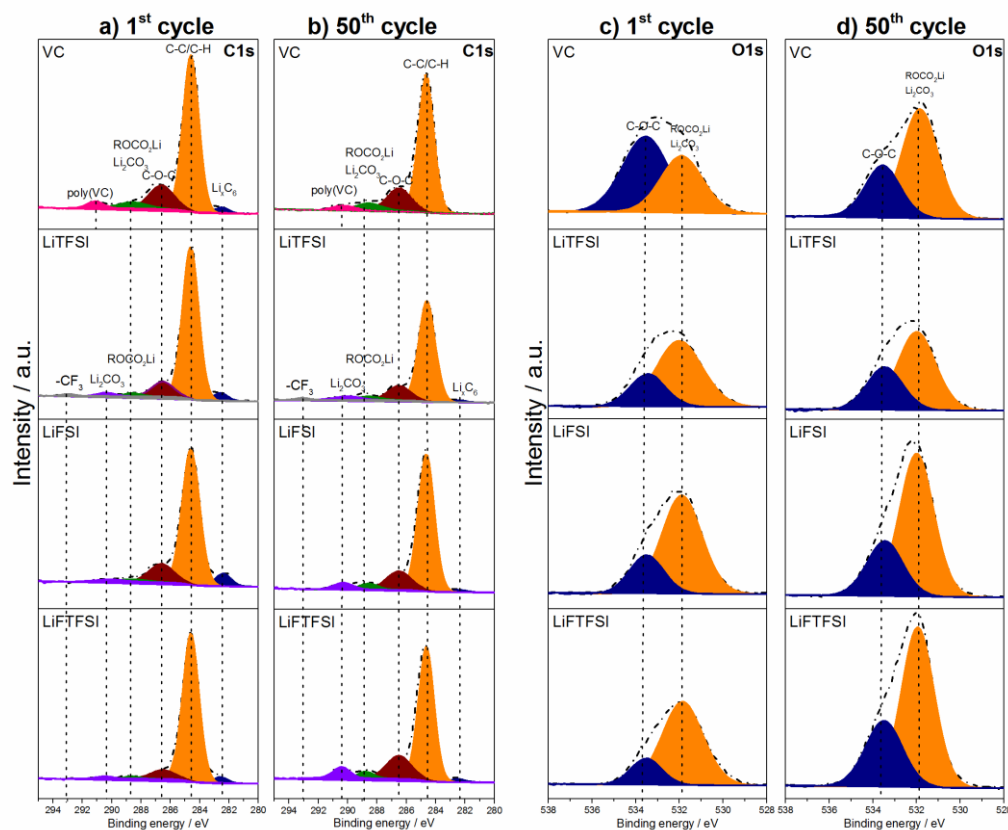 a) 1st cycle
b) 50th cycle
c) 1st cycle
d) 50th cycle
VC
C-C/C-H
C1s
ROCO2Li
Li2CO3
poly(VC)
C-O-C
LixC6
VC
C1s
C-C/C-H
ROCO2Li
Li2CO3
poly(VC)
C-O-C
VC
O1s
C-O-C
ROCO2Li
Li2CO3
VC
O1s
ROCO2Li
Li2CO3
C-O-C
LiTFSI
ROCO2Li
-CF3
Li2CO3
LiTFSI
ROCO2Li
-CF3
Li2CO3
LixC6
LiTFSI
LiTFSI
Intensity / a.u.
Intensity / a.u.
LiFSI
LiFSI
LiFSI
LiFSI
LiFTFSI
LiFTFSI
LiFTFSI
LiFTFSI
294 292 290 288 286 284 282 280
Binding energy / eV
294 292 290 288 286 284 282 280
Binding energy / eV
538 536 534 532 530 528
Binding energy / eV
538 536 534 532 530 528
Binding energy / eV